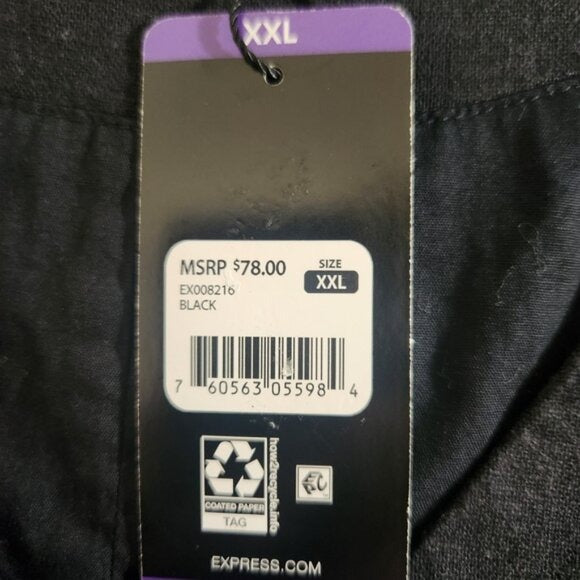 XXL
MSRP $78.00
SIZE
XXL
EX008216
BLACK
7 60563 05598 4
how2recycle.info
COATED PAPER
TAG
EXPRESS.COM